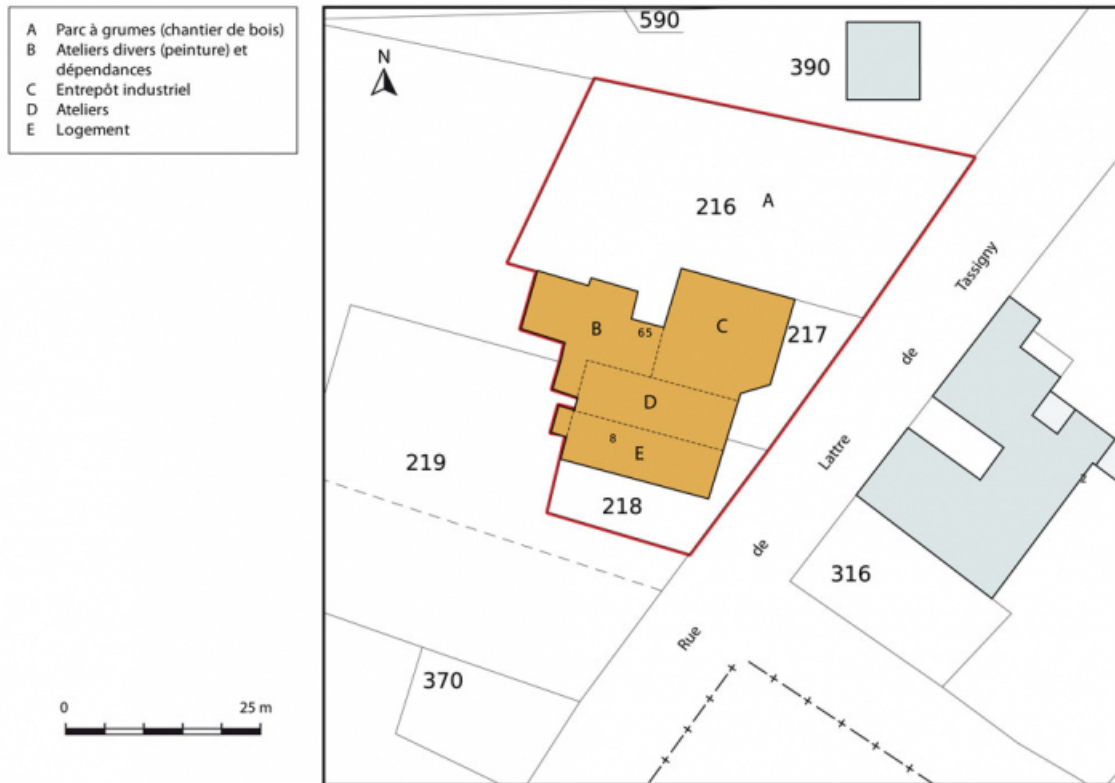 A Parc à grumes (chantier de bois)
B Ateliers divers (peinture) et
dépendances
C Entrepôt industriel
D Ateliers
E Logement
590
390
N
216 A
Tassigny
217
C
B
65
de
D
8
E
Lattre
219
218
de
316
Rue
370
0 25 m